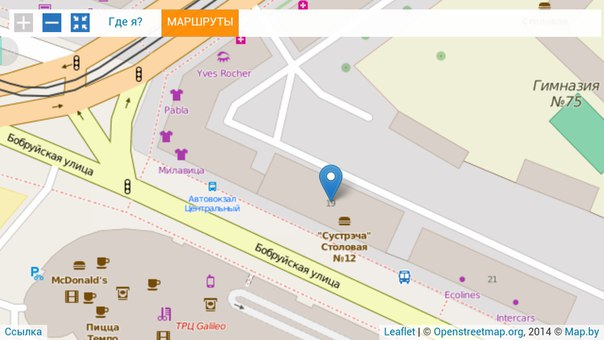 Где я?
МАРШРУТЫ
Столовая
Yves Rocher
Гимназия
№75
Pabla
Бобруйская улица
Милавица
Автовокзал
Центральный
19
"Сустрэча"
Столовая
№12
Бобруйская улица
McDonald's
21
Ecolines
Intercars
Пицца
Темпо
ТРЦ Galileo
Ссылка
Leaflet | © Openstreetmap.org, 2014 © Map.by